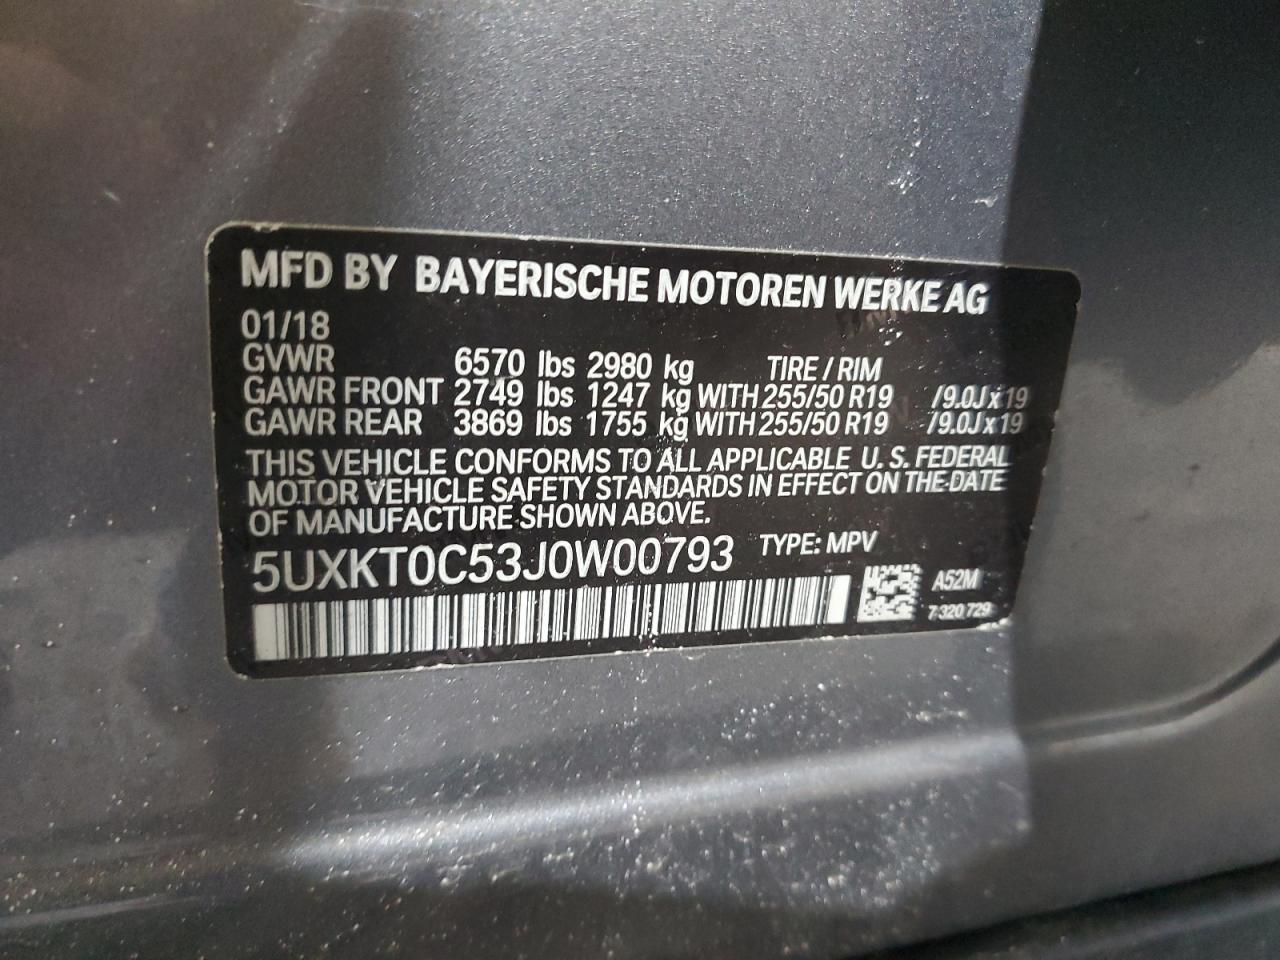 MFD BY BAYERISCHE MOTOREN WERKE AG
01/18
GVWR 6570 lbs 2980 kg TIRE / RIM
GAWR FRONT 2749 lbs 1247 kg WITH 255/50 R19 /9.0J x 19
GAWR REAR 3869 lbs 1755 kg WITH 255/50 R19 /9.0J x 19
THIS VEHICLE CONFORMS TO ALL APPLICABLE U. S. FEDERAL
MOTOR VEHICLE SAFETY STANDARDS IN EFFECT ON THE DATE
OF MANUFACTURE SHOWN ABOVE.
5UXKT0C53J0W00793 TYPE: MPV
A52M
7 320 729